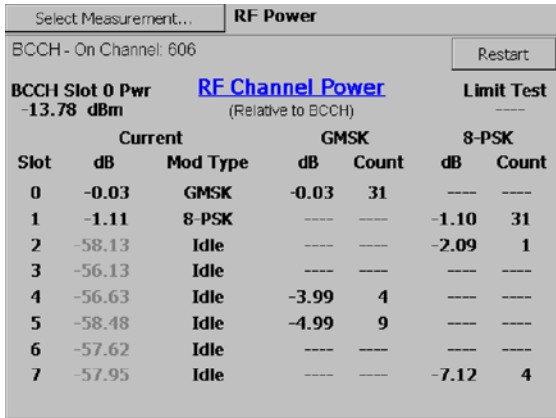 Select Measurement... RF Power
BCCH - On Channel: 606 Restart
BCCH Slot 0 Pwr RF Channel Power Limit Test
-13.78 dBm (Relative to BCCH) ----
Current GMSK 8-PSK
Slot dB Mod Type dB Count dB Count
0 -0.03 GMSK -0.03 31 ---- ----
1 -1.11 8-PSK ---- ---- -1.10 31
2 -58.13 Idle ---- ---- -2.09 1
3 -56.13 Idle ---- ---- ---- ----
4 -56.63 Idle -3.99 4 ---- ----
5 -58.48 Idle -4.99 9 ---- ----
6 -57.62 Idle ---- ---- ---- ----
7 -57.95 Idle ---- ---- -7.12 4